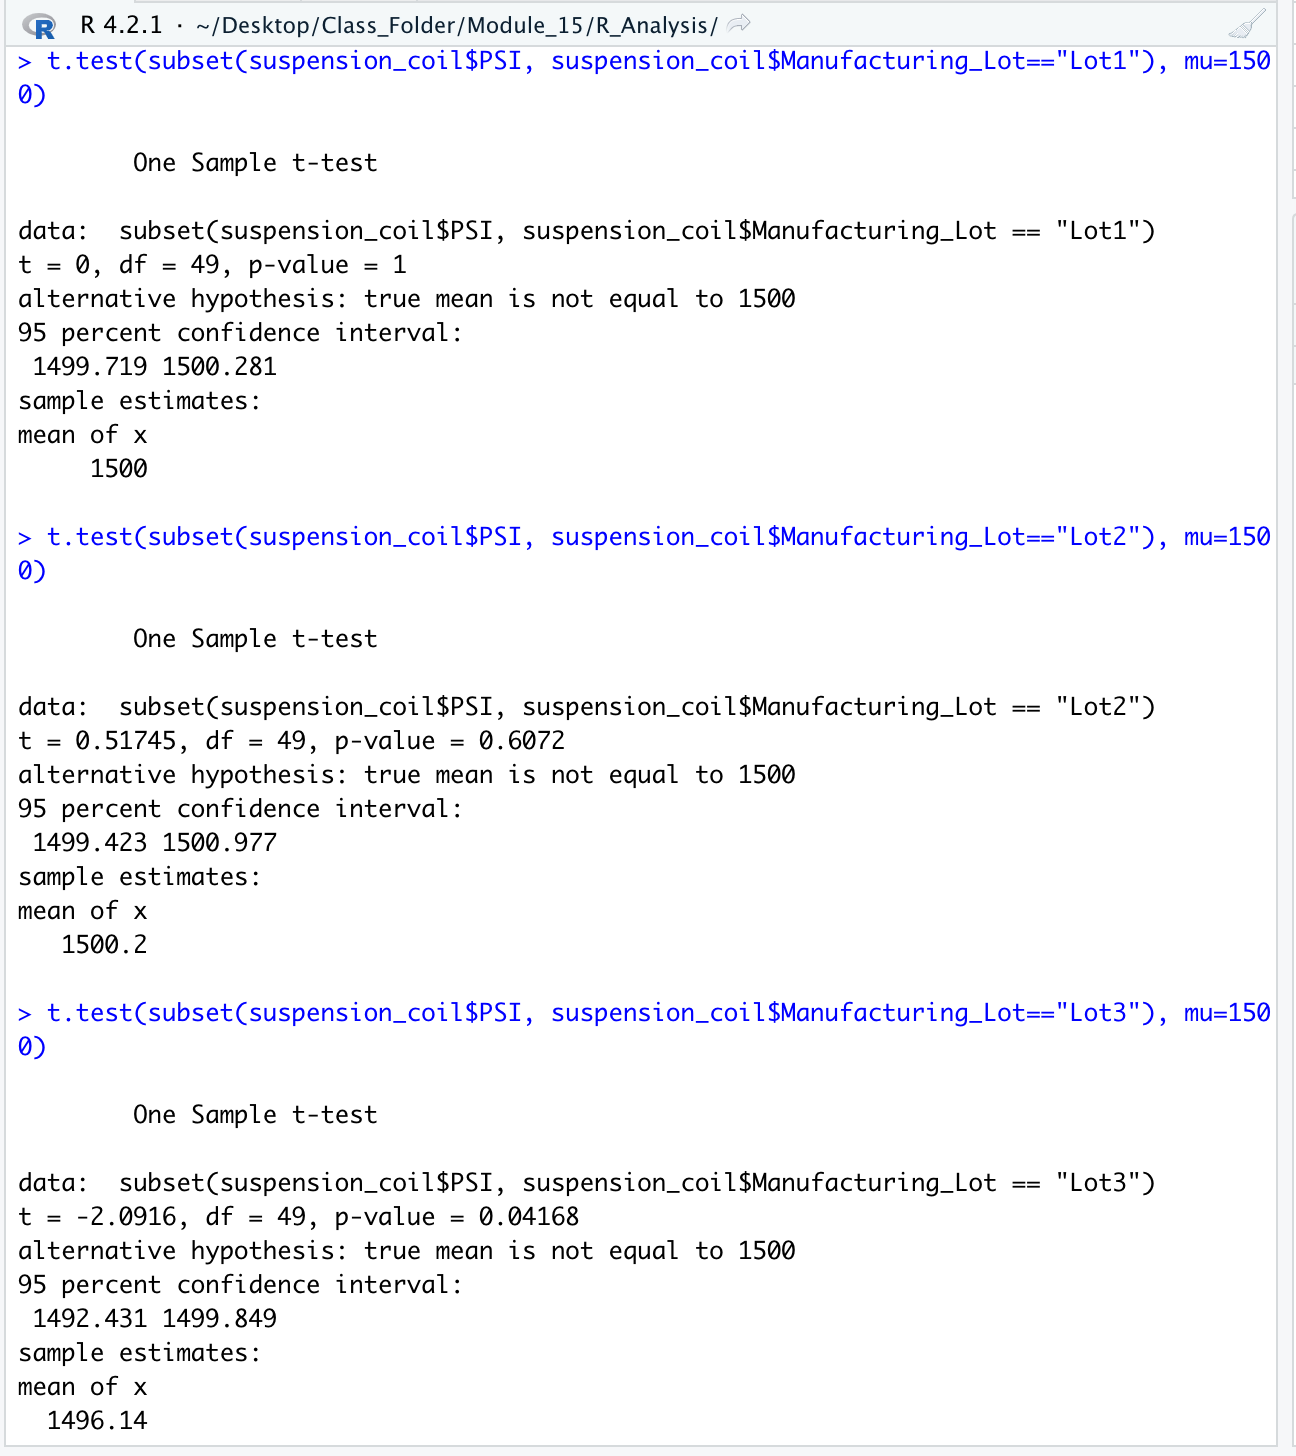 R 4.2.1 · ~/Desktop/Class_Folder/Module_15/R_Analysis/
> t.test(subset(suspension_coil$PSI, suspension_coil$Manufacturing_Lot=="Lot1"), mu=150
0)
One Sample t-test
data:  subset(suspension_coil$PSI, suspension_coil$Manufacturing_Lot == "Lot1")
t = 0, df = 49, p-value = 1
alternative hypothesis: true mean is not equal to 1500
95 percent confidence interval:
1499.719 1500.281
sample estimates:
mean of x
1500
> t.test(subset(suspension_coil$PSI, suspension_coil$Manufacturing_Lot=="Lot2"), mu=150
0)
One Sample t-test
data:  subset(suspension_coil$PSI, suspension_coil$Manufacturing_Lot == "Lot2")
t = 0.51745, df = 49, p-value = 0.6072
alternative hypothesis: true mean is not equal to 1500
95 percent confidence interval:
1499.423 1500.977
sample estimates:
mean of x
1500.2
> t.test(subset(suspension_coil$PSI, suspension_coil$Manufacturing_Lot=="Lot3"), mu=150
0)
One Sample t-test
data:  subset(suspension_coil$PSI, suspension_coil$Manufacturing_Lot == "Lot3")
t = -2.0916, df = 49, p-value = 0.04168
alternative hypothesis: true mean is not equal to 1500
95 percent confidence interval:
1492.431 1499.849
sample estimates:
mean of x
1496.14